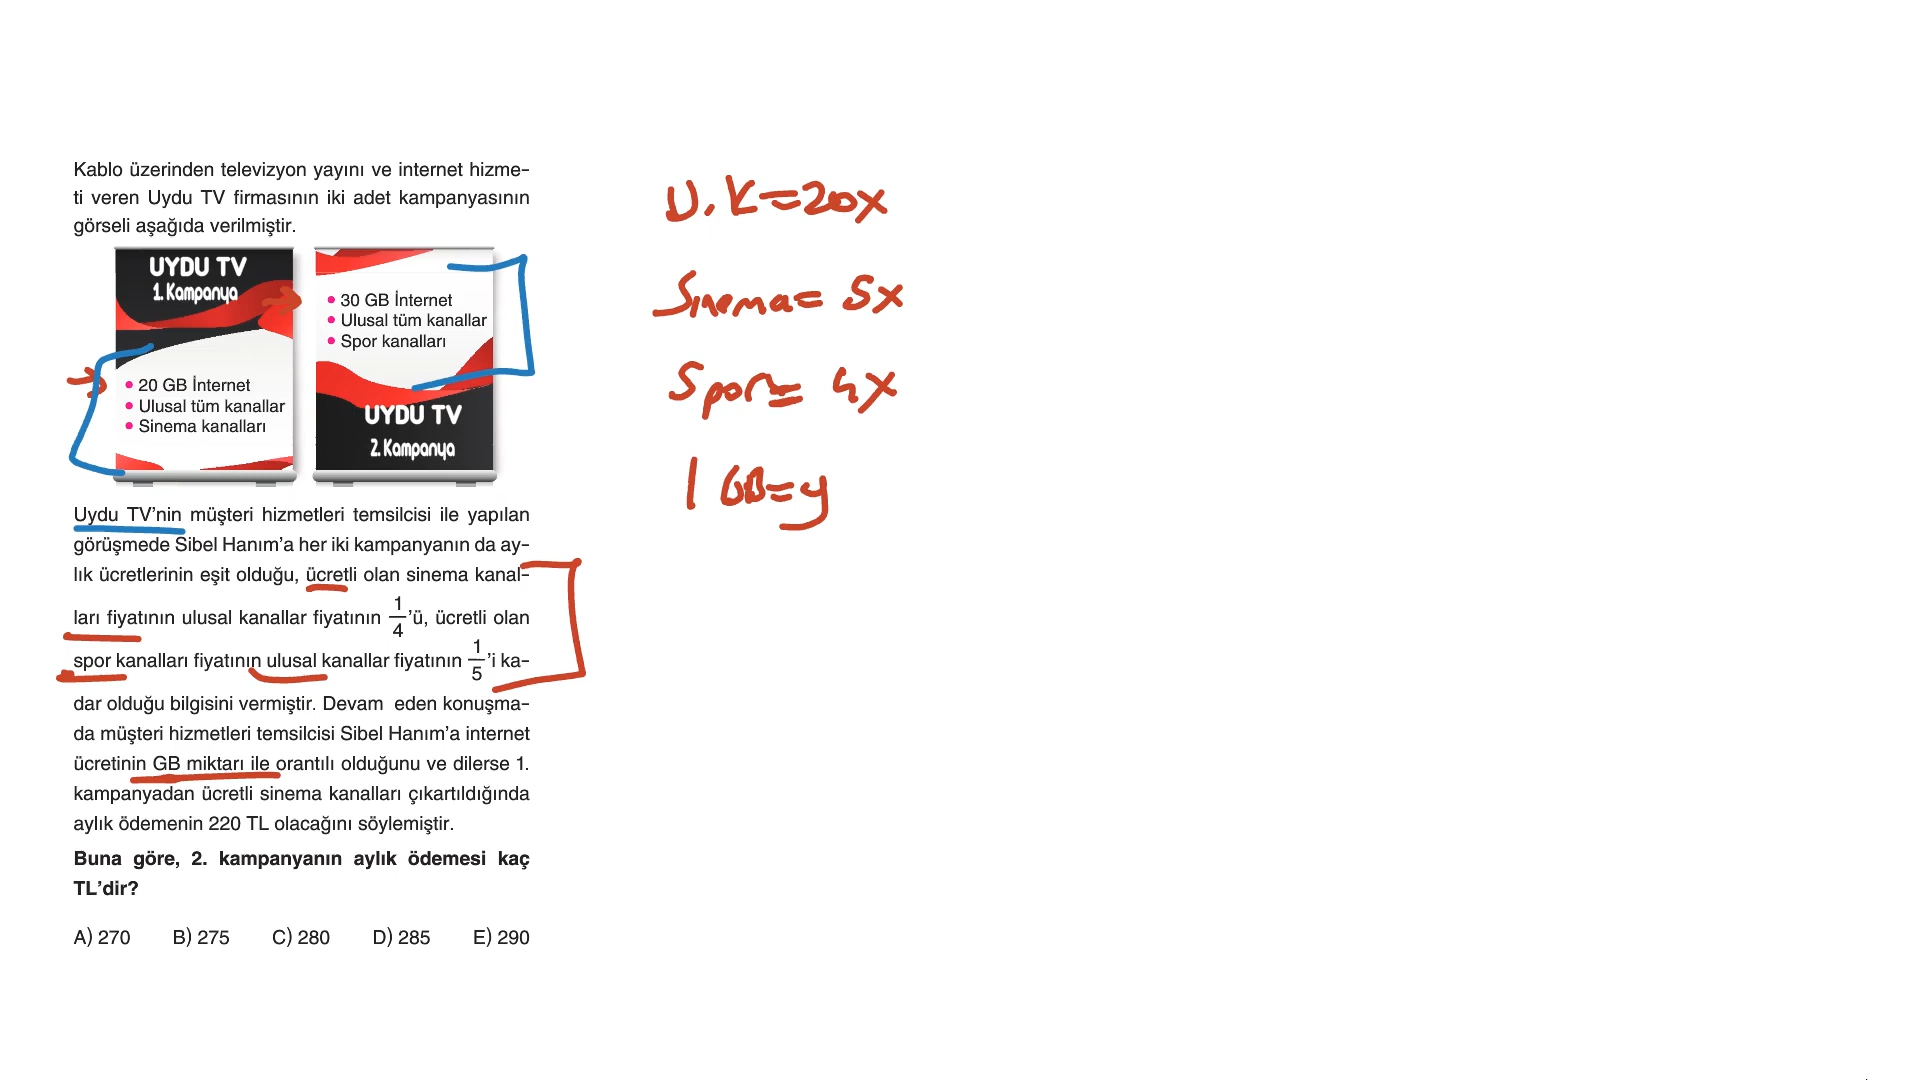 Kablo üzerinden televizyon yayını ve internet hizme-
ti veren Uydu TV firmasının iki adet kampanyasının
görseli aşağıda verilmiştir.
UYDU TV
1. Kampanya
• 20 GB İnternet
• Ulusal tüm kanallar
• Sinema kanalları
• 30 GB İnternet
• Ulusal tüm kanallar
• Spor kanalları
UYDU TV
2. Kampanya
Uydu TV’nin müşteri hizmetleri temsilcisi ile yapılan
görüşmede Sibel Hanım’a her iki kampanyanın da ay-
lık ücretlerinin eşit olduğu, ücretli olan sinema kanal-
ları fiyatının ulusal kanallar fiyatının 1/4’ü, ücretli olan
spor kanalları fiyatının ulusal kanallar fiyatının 1/5’i ka-
dar olduğu bilgisini vermiştir. Devam eden konuşma-
da müşteri hizmetleri temsilcisi Sibel Hanım’a internet
ücretinin GB miktarı ile orantılı olduğunu ve dilerse 1.
kampanyadan ücretli sinema kanalları çıkartıldığında
aylık ödemenin 220 TL olacağını söylemiştir.
Buna göre, 2. kampanyanın aylık ödemesi kaç
TL’dir?
A) 270 B) 275 C) 280 D) 285 E) 290
U.K=20x
Sinema= 5x
Spor= 4x
1 GB=y